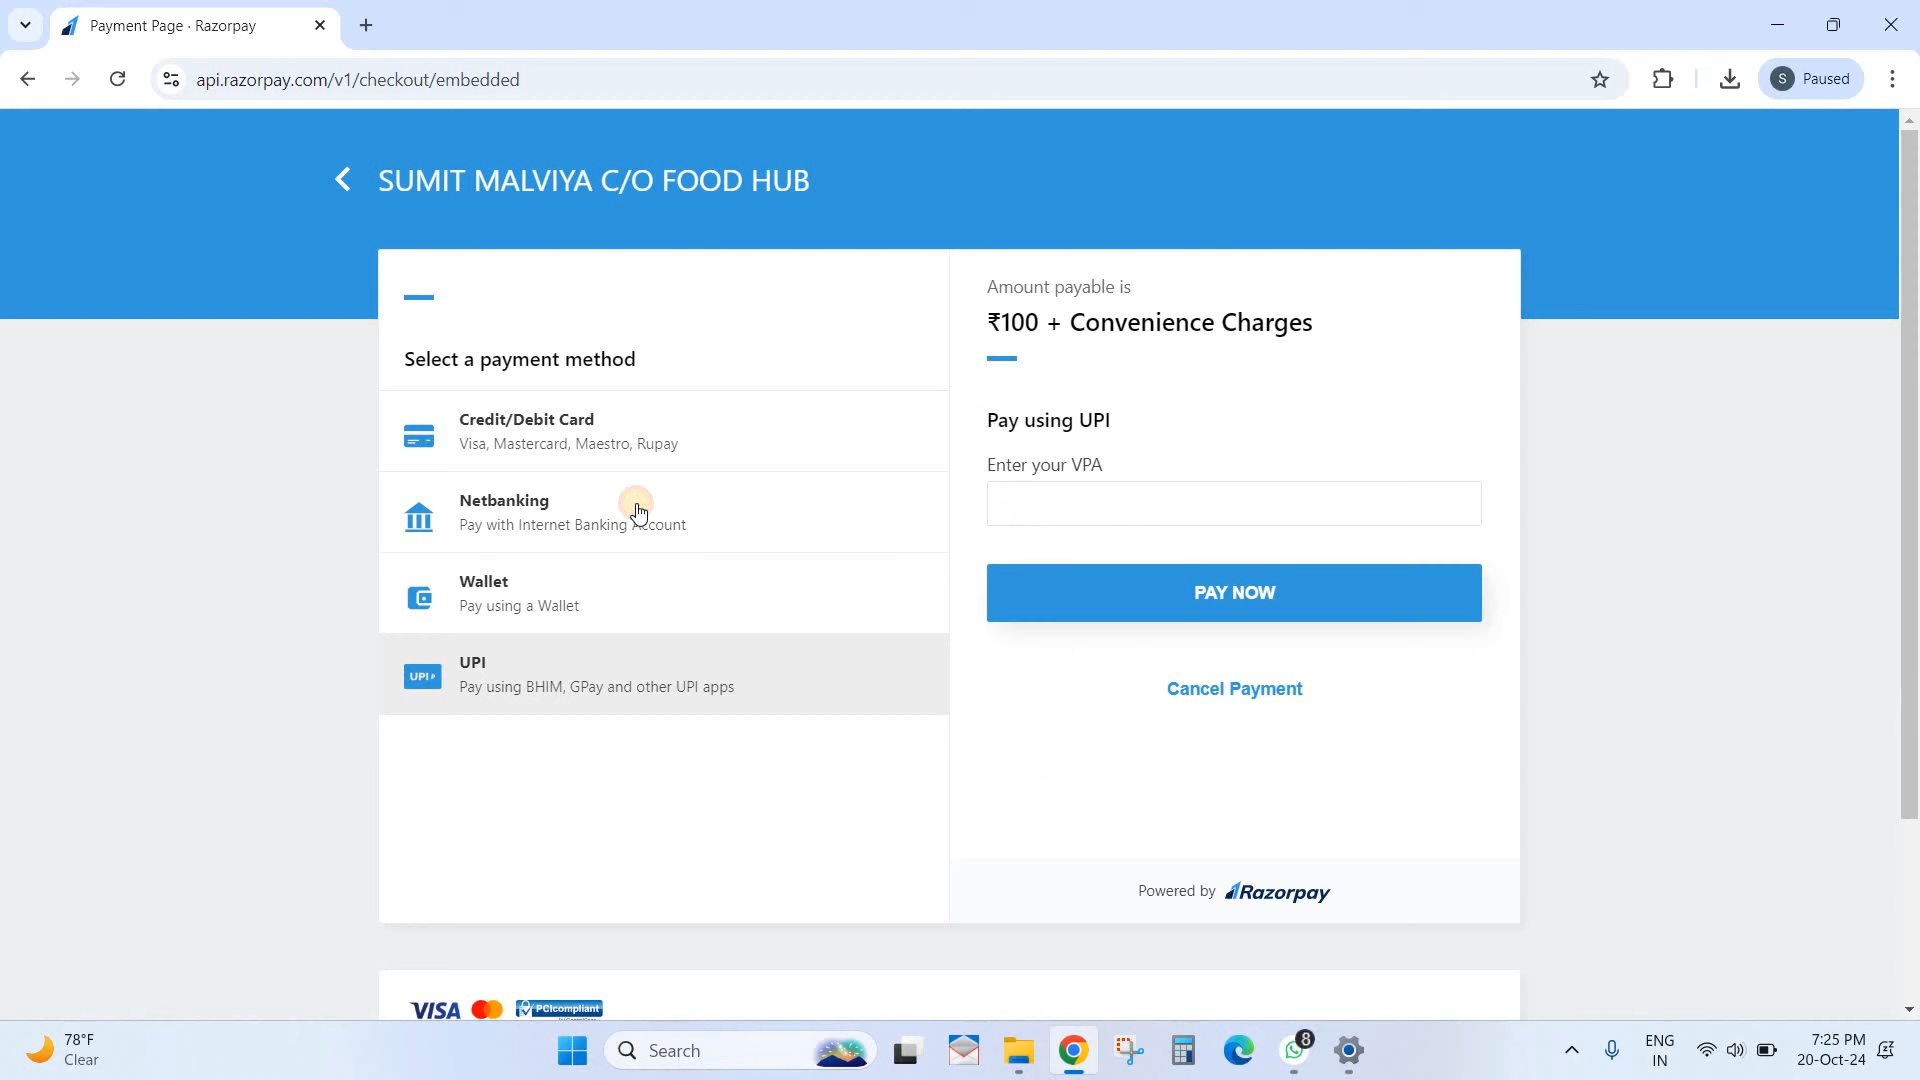 Payment Page · Razorpay
api.razorpay.com/v1/checkout/embedded
S Paused
SUMIT MALVIYA C/O FOOD HUB
Select a payment method
Credit/Debit Card
Visa, Mastercard, Maestro, Rupay
Netbanking
Pay with Internet Banking Account
Wallet
Pay using a Wallet
UPI
UPI
Pay using BHIM, GPay and other UPI apps
Amount payable is
₹100 + Convenience Charges
Pay using UPI
Enter your VPA
PAY NOW
Cancel Payment
Powered by Razorpay
VISA
PCIcompliant
78°F
Clear
Search
8
ENG
IN
7:25 PM
20-Oct-24